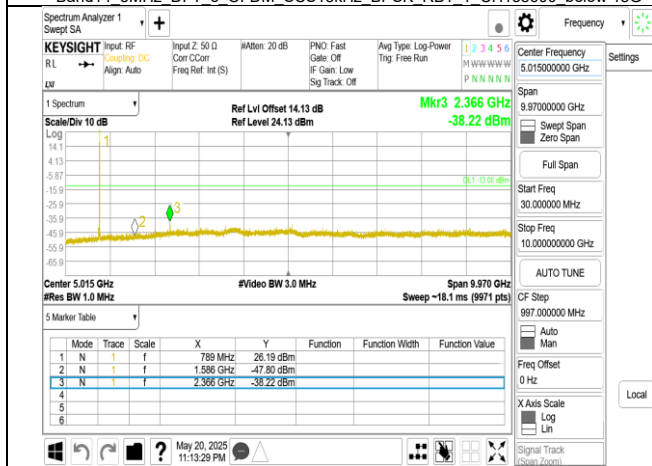 Spectrum Analyzer 1
Swept SA
Frequency
KEYSIGHT
RL
Input: RF
Coupling: DC
Align: Auto
Input Z: 50 Ω
Corr CCorr
Freq Ref: Int (S)
#Atten: 20 dB
PNO: Fast
Gate: Off
IF Gain: Low
Sig Track: Off
Avg Type: Log-Power
Trig: Free Run
1 2 3 4 5 6
M W W W W W
P N N N N N
Center Frequency
5.015000000 GHz
Settings
Span
9.97000000 GHz
Swept Span
Zero Span
Full Span
Start Freq
30.000000 MHz
Stop Freq
10.000000000 GHz
AUTO TUNE
CF Step
997.000000 MHz
Auto
Man
Freq Offset
0 Hz
X Axis Scale
Log
Lin
Signal Track
(Span Zoom)
Local
1 Spectrum
Scale/Div 10 dB
Ref Lvl Offset 14.13 dB
Ref Level 24.13 dBm
Mkr3 2.366 GHz
-38.22 dBm
Log
14.1
4.13
-5.87
-15.9
-25.9
-35.9
-45.9
-55.9
-65.9
1
2
3
DL1 -13.00 dBm
Center 5.015 GHz
#Res BW 1.0 MHz
#Video BW 3.0 MHz
Span 9.970 GHz
Sweep ~18.1 ms (9971 pts)
5 Marker Table
Mode Trace Scale X Y Function Function Width Function Value
1 N 1 f 789 MHz 26.19 dBm
2 N 1 f 1.586 GHz -47.80 dBm
3 N 1 f 2.366 GHz -38.22 dBm
4
5
6
May 20, 2025
11:13:29 PM